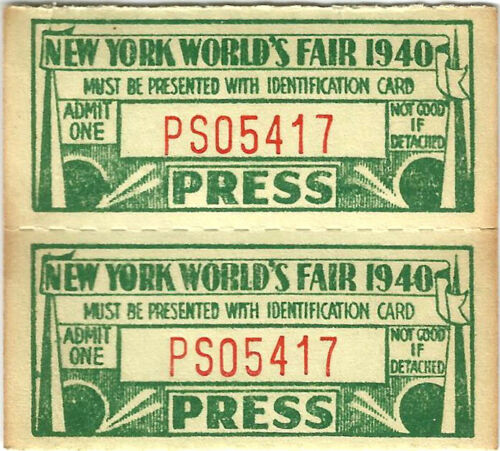 NEW YORK WORLD'S FAIR 1940
MUST BE PRESENTED WITH IDENTIFICATION CARD
ADMIT
ONE
PS05417
NOT GOOD
IF
DETACHED
PRESS
NEW YORK WORLD'S FAIR 1940
MUST BE PRESENTED WITH IDENTIFICATION CARD
ADMIT
ONE
PS05417
NOT GOOD
IF
DETACHED
PRESS